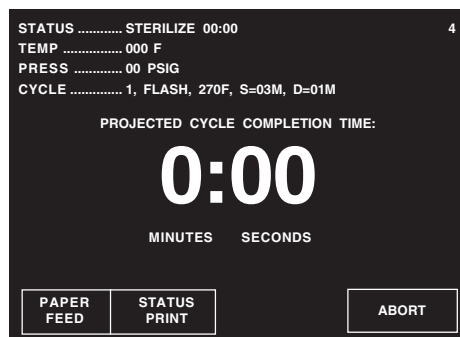 STATUS ............ STERILIZE 00:00 4
TEMP ................ 000 F
PRESS ............. 00 PSIG
CYCLE .............. 1, FLASH, 270F, S=03M, D=01M
PROJECTED CYCLE COMPLETION TIME:
0:00
MINUTES SECONDS
PAPER FEED
STATUS PRINT
ABORT